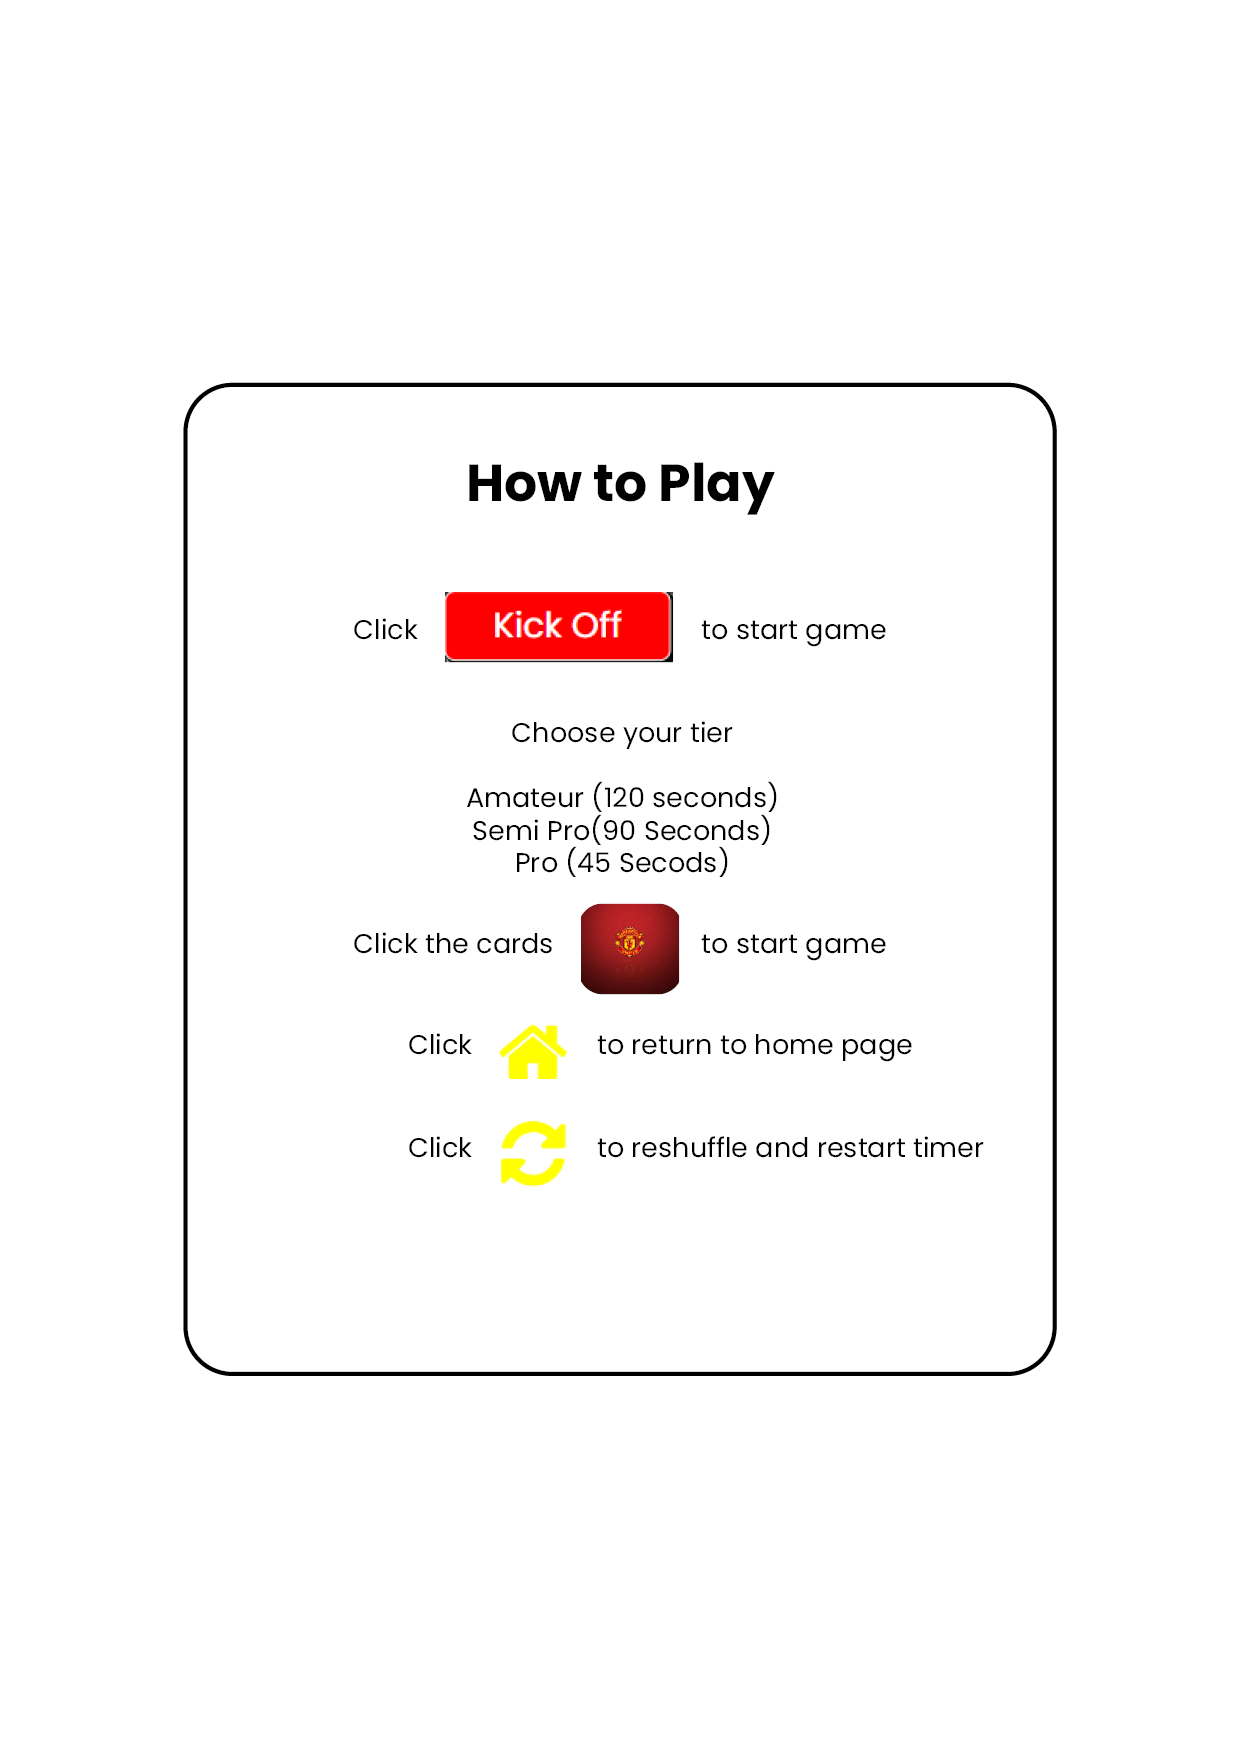 How to Play
Click Kick Off to start game
Choose your tier
Amateur (120 seconds)
Semi Pro(90 Seconds)
Pro (45 Secods)
Click the cards to start game
Click to return to home page
Click to reshuffle and restart timer